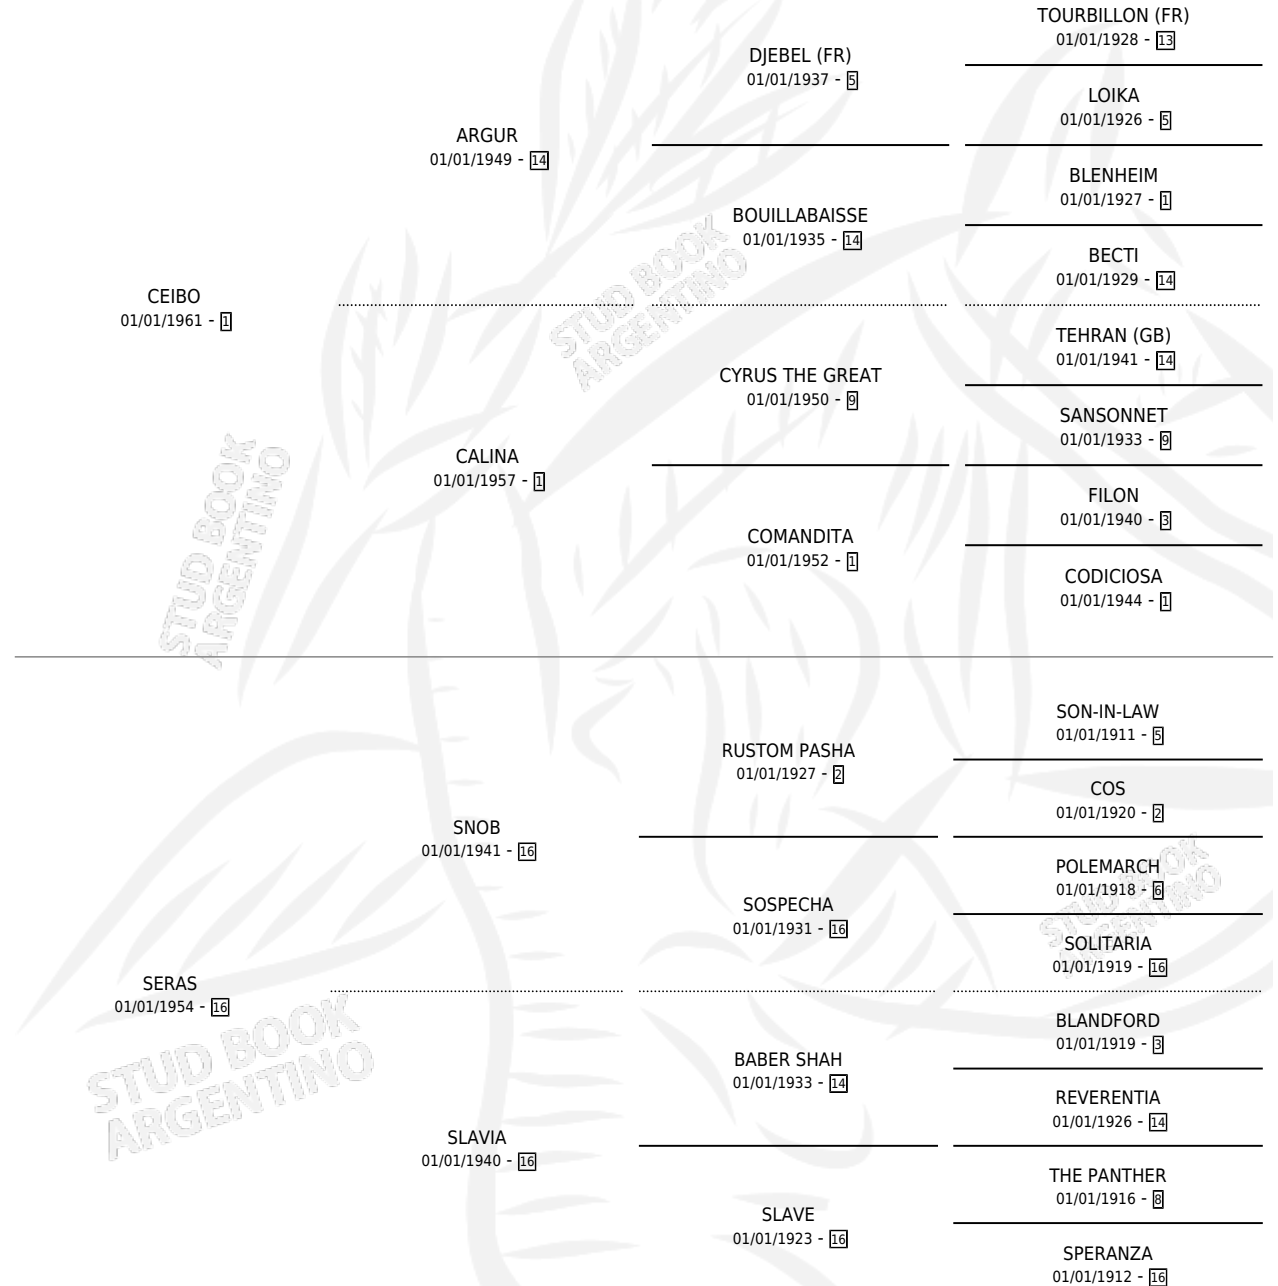 TOURBILLON (FR)
01/01/1928 - 13
DJEBEL (FR)
01/01/1937 - 5
LOIKA
01/01/1926 - 5
ARGUR
01/01/1949 - 14
BLENHEIM
01/01/1927 - 1
BOUILLABAISSE
01/01/1935 - 14
BECTI
01/01/1929 - 14
CEIBO
01/01/1961 - 1
TEHRAN (GB)
01/01/1941 - 14
CYRUS THE GREAT
01/01/1950 - 9
SANSONNET
01/01/1933 - 9
CALINA
01/01/1957 - 1
FILON
01/01/1940 - 3
COMANDITA
01/01/1952 - 1
CODICIOSA
01/01/1944 - 1
SON-IN-LAW
01/01/1911 - 5
RUSTOM PASHA
01/01/1927 - 2
COS
01/01/1920 - 2
SNOB
01/01/1941 - 16
POLEMARCH
01/01/1918 - 6
SOSPECHA
01/01/1931 - 16
SOLITARIA
01/01/1919 - 16
SERAS
01/01/1954 - 16
BLANDFORD
01/01/1919 - 3
BABER SHAH
01/01/1933 - 14
REVERENTIA
01/01/1926 - 14
SLAVIA
01/01/1940 - 16
THE PANTHER
01/01/1916 - 8
SLAVE
01/01/1923 - 16
SPERANZA
01/01/1912 - 16
STUD BOOK
ARGENTINO
STUD BOOK
ARGENTINO
STUD BOOK
ARGENTINO
STUD BOOK
ARGENTINO